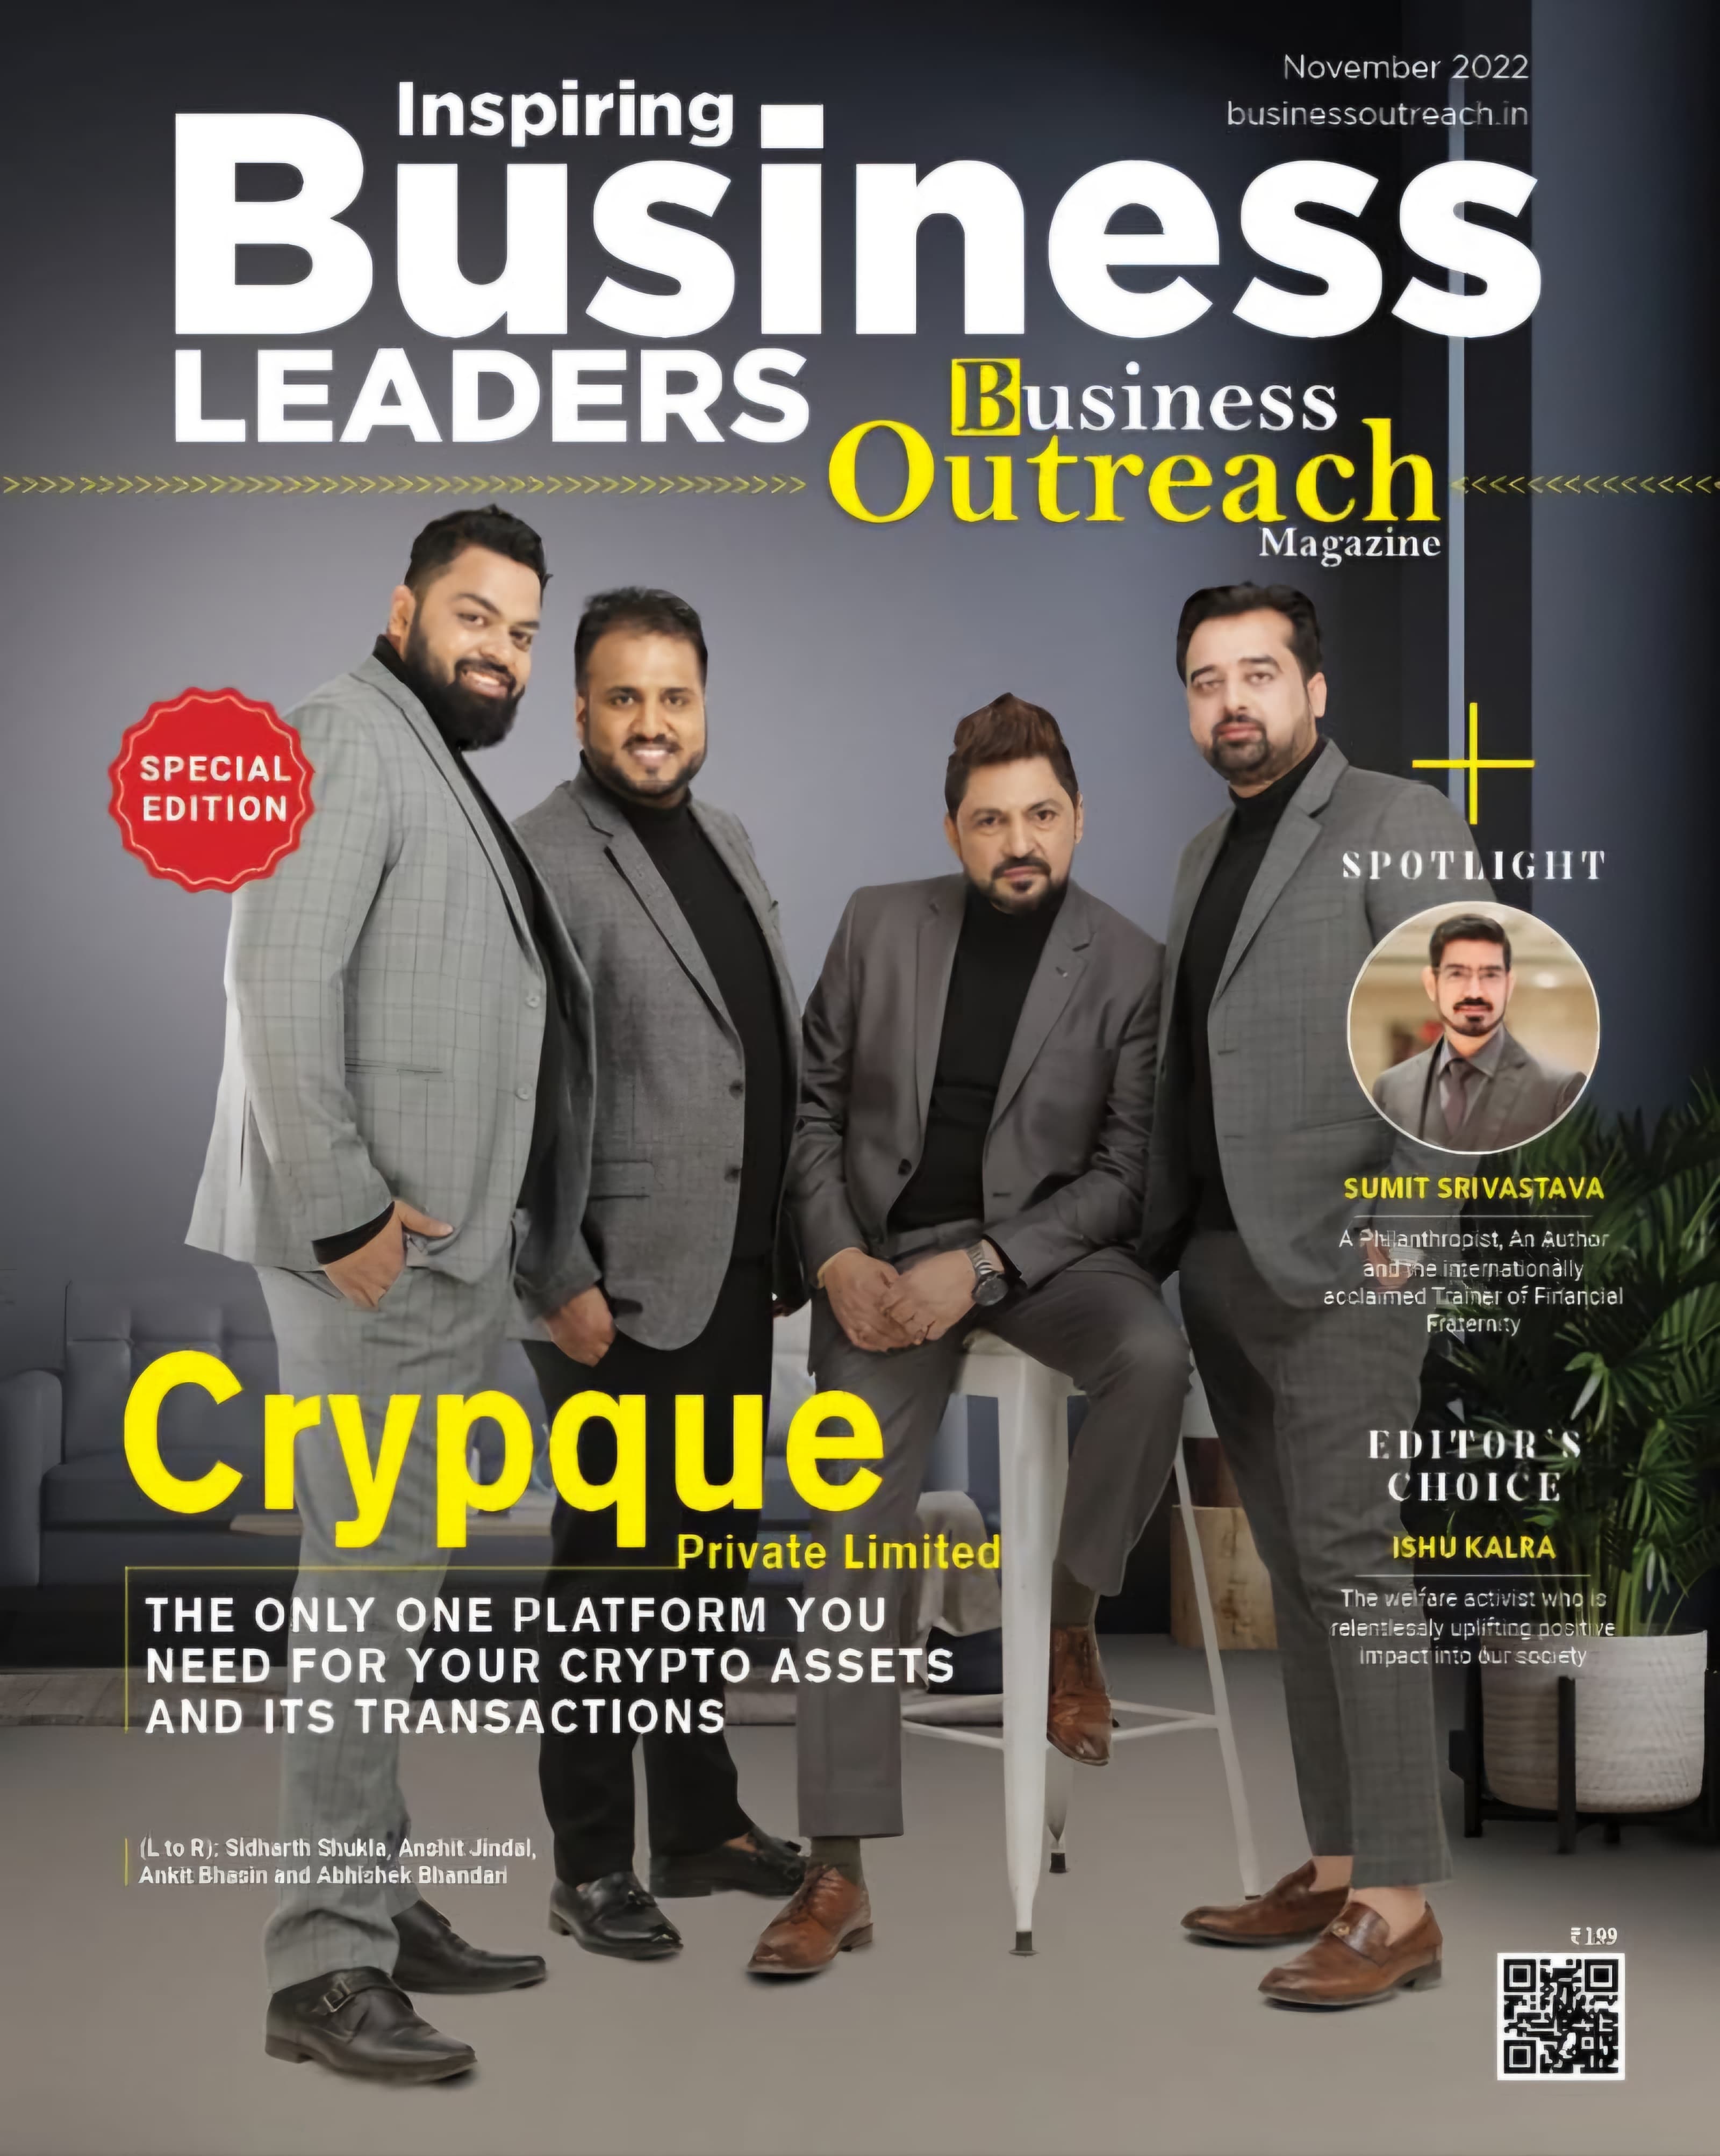 November 2022
businessoutreach.in
Inspiring
Business
LEADERS
Business
Outreach
Magazine
SPECIAL
EDITION
SPOTLIGHT
SUMIT SRIVASTAVA
A Philanthropist, An Author
and the internationally
acclaimed Trainer of Financial
Fraternity
Crypque
Private Limited
THE ONLY ONE PLATFORM YOU
NEED FOR YOUR CRYPTO ASSETS
AND ITS TRANSACTIONS
EDITOR'S
CHOICE
ISHU KALRA
The welfare activist who is
relentlessly uplifting positive
impact into our society
(L to R): Sidharth Shukla, Anshit Jindal,
Ankit Bhasin and Abhishek Bhandari
₹199